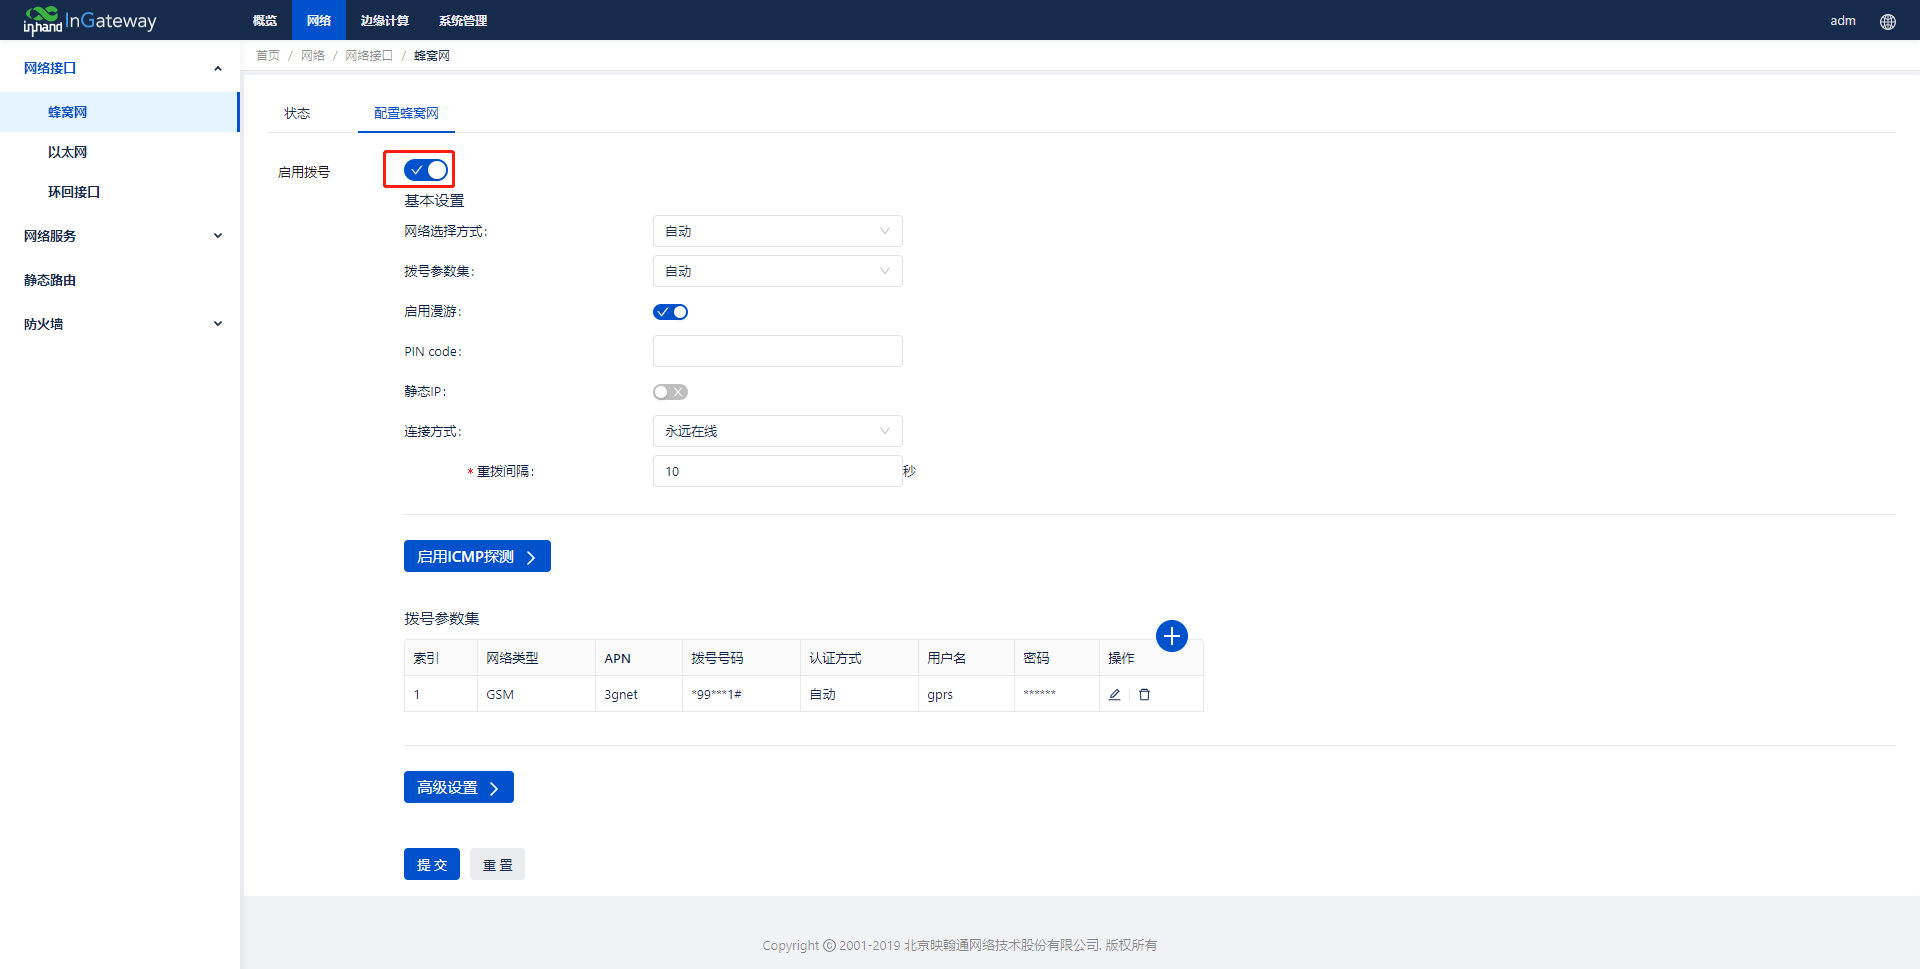 inhand InGateway 概览 网络 边缘计算 系统管理 adm
首页 / 网络 / 网络接口 / 蜂窝网
网络接口
蜂窝网
以太网
环回接口
网络服务
静态路由
防火墙
状态 配置蜂窝网
启用拨号
基本设置
网络选择方式: 自动
拨号参数集: 自动
启用漫游:
PIN code:
静态IP:
连接方式: 永远在线
* 重拨间隔: 10 秒
启用ICMP探测
拨号参数集
索引 网络类型 APN 拨号号码 认证方式 用户名 密码 操作
1 GSM 3gnet *99***1# 自动 gprs ******
高级设置
提 交 重 置
Copyright © 2001-2019 北京映翰通网络技术股份有限公司. 版权所有